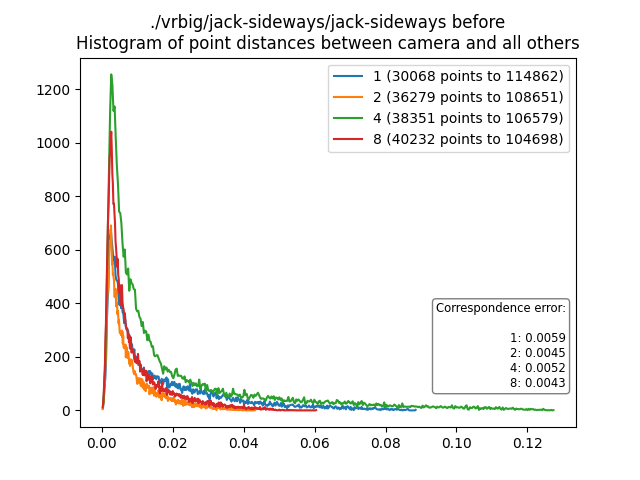 ./vrbig/jack-sideways/jack-sideways before
Histogram of point distances between camera and all others
1 (30068 points to 114862)
2 (36279 points to 108651)
4 (38351 points to 106579)
8 (40232 points to 104698)
1200
1000
800
600
400
200
0
Correspondence error:
1: 0.0059
2: 0.0045
4: 0.0052
8: 0.0043
0.00 0.02 0.04 0.06 0.08 0.10 0.12